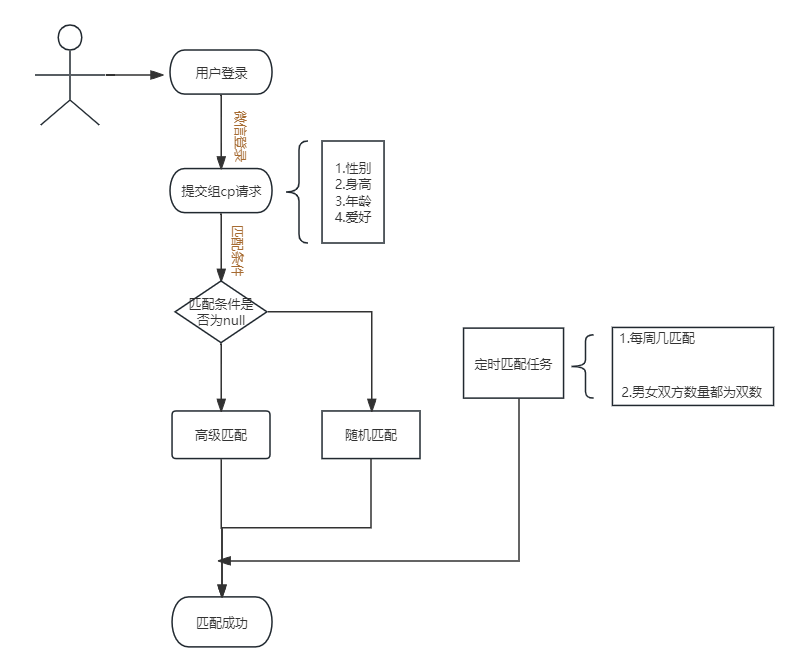 用户登录
微信登录
提交组cp请求
1.性别
2.身高
3.年龄
4.爱好
匹配条件
匹配条件是
否为null
定时匹配任务
1.每周几匹配
2.男女双方数量都为双数
高级匹配
随机匹配
匹配成功